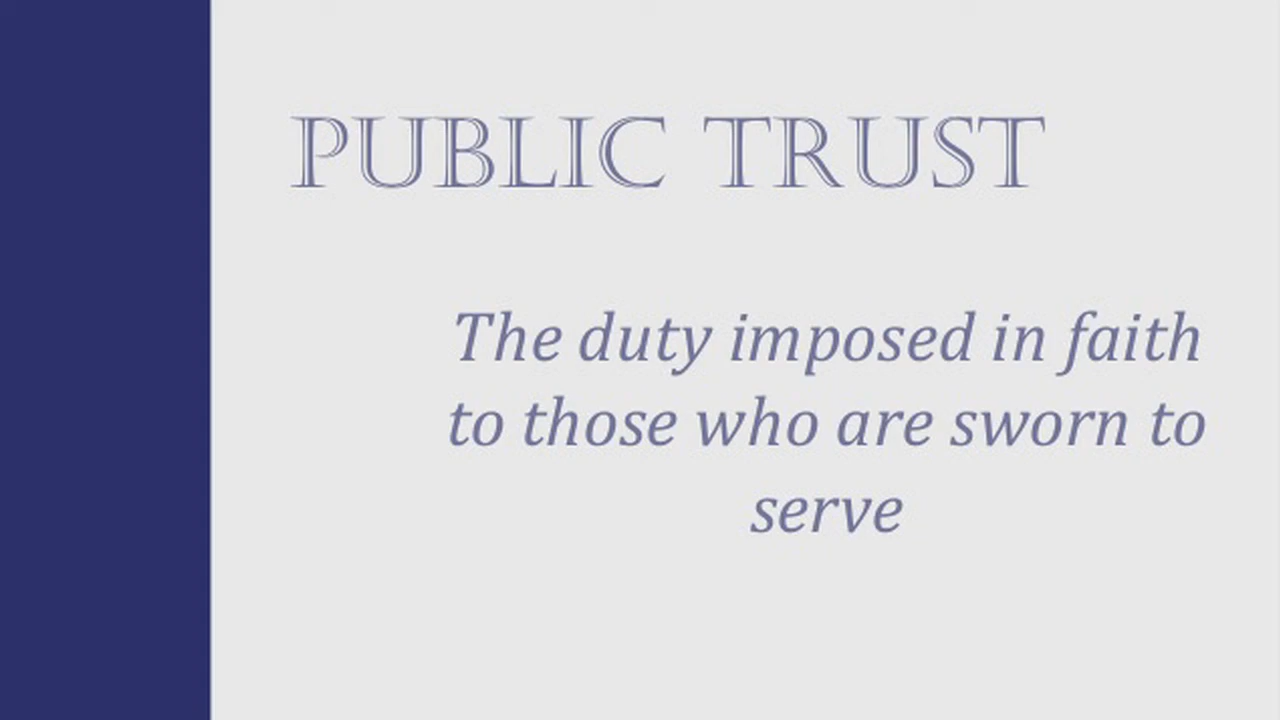 PUBLIC TRUST
The duty imposed in faith
to those who are sworn to
serve